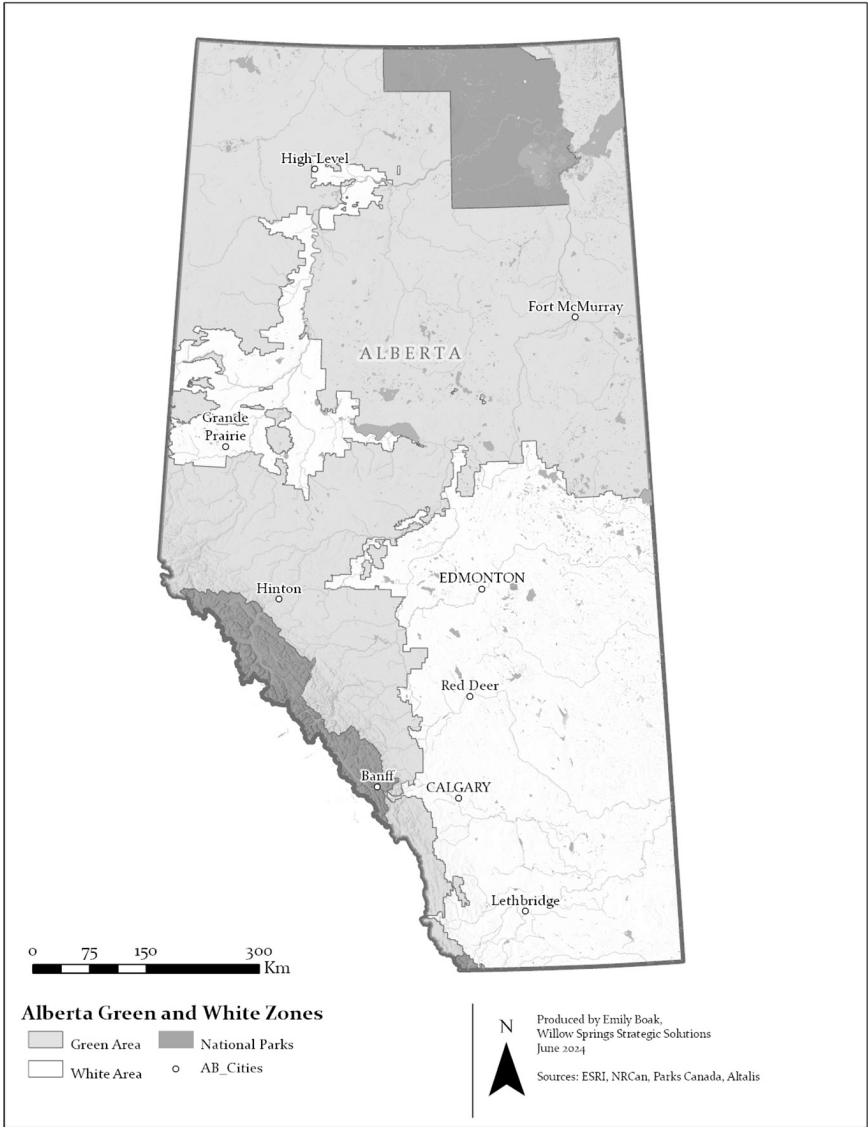 High Level
Fort McMurray
ALBERTA
Grande
Prairie
Hinton
EDMONTON
Red Deer
Banff
CALGARY
Lethbridge
0 75 150 300
Km
Alberta Green and White Zones
Green Area
National Parks
White Area
AB_Cities
N
Produced by Emily Boak,
Willow Springs Strategic Solutions
June 2024
Sources: ESRI, NRCan, Parks Canada, Altalis